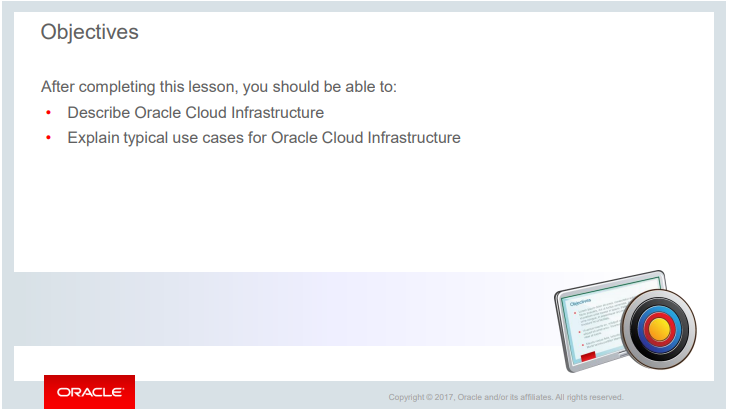 Objectives
After completing this lesson, you should be able to:
• Describe Oracle Cloud Infrastructure
• Explain typical use cases for Oracle Cloud Infrastructure
Objectives
ORACLE
Copyright © 2017, Oracle and/or its affiliates. All rights reserved.